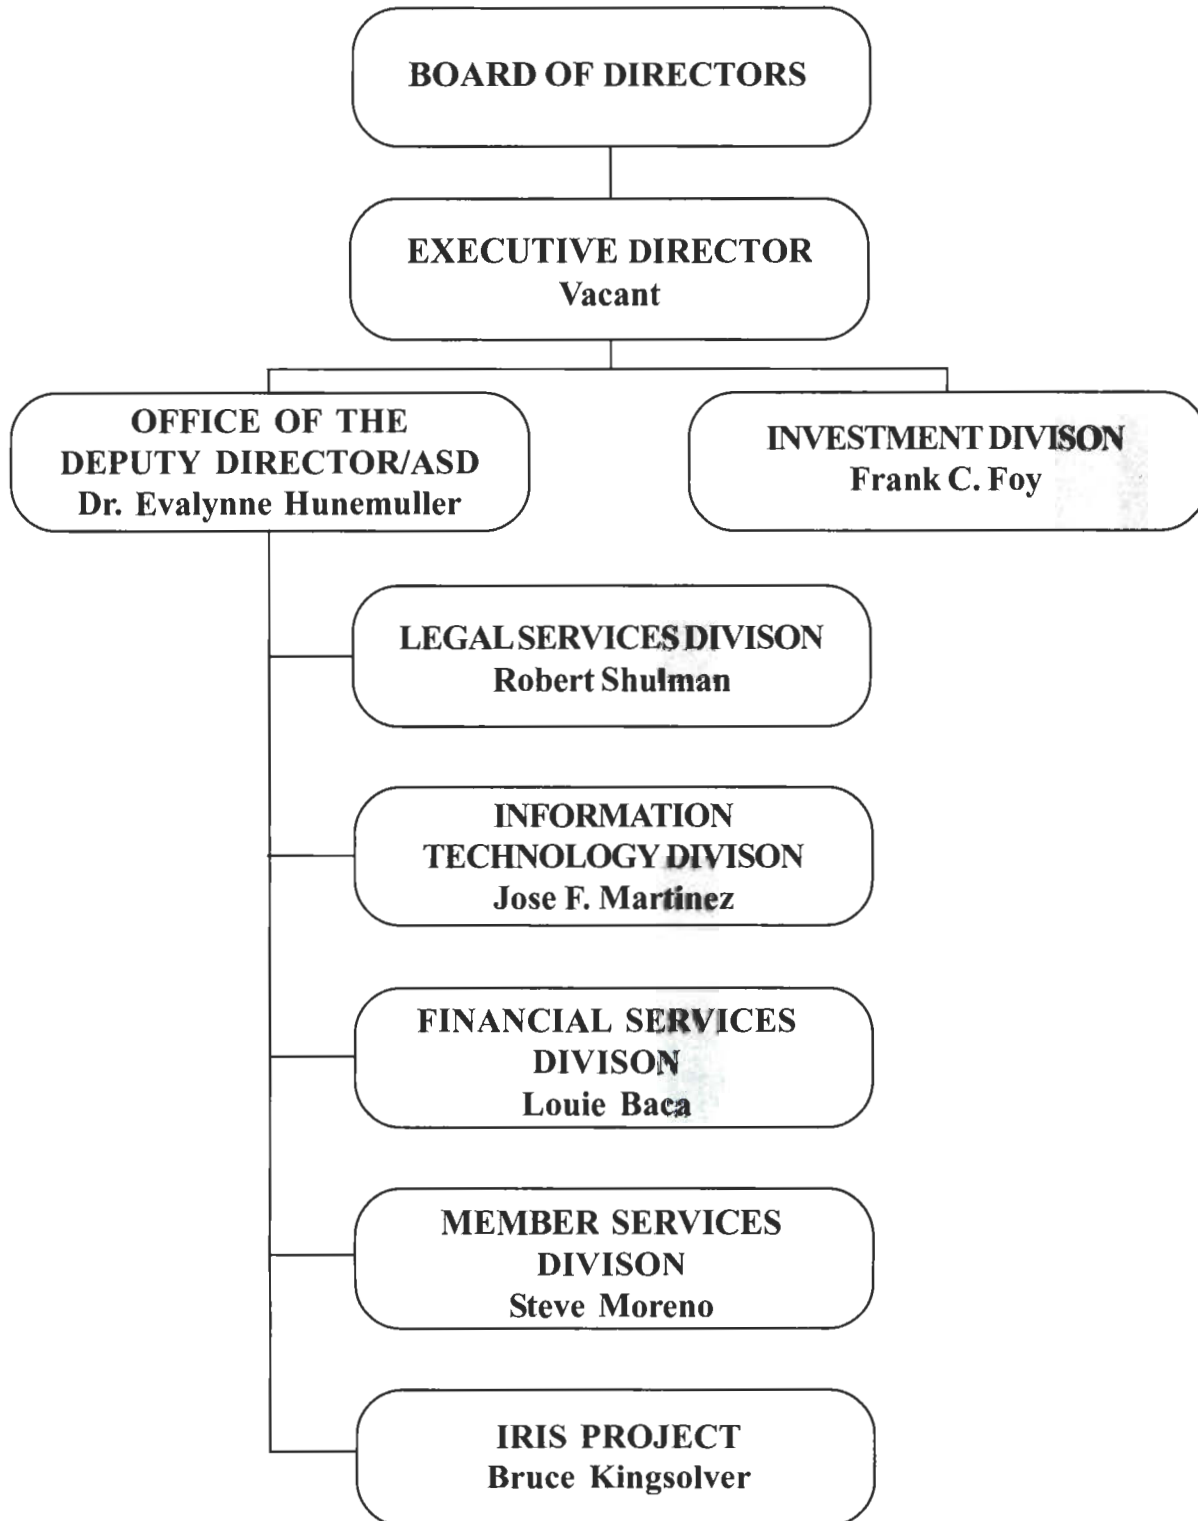 BOARD OF DIRECTORS
EXECUTIVE DIRECTOR
Vacant
OFFICE OF THE
DEPUTY DIRECTOR/ASD
Dr. Evalynne Hunemuller
INVESTMENT DIVISON
Frank C. Foy
LEGAL SERVICES DIVISON
Robert Shulman
INFORMATION
TECHNOLOGY DIVISON
Jose F. Martinez
FINANCIAL SERVICES
DIVISON
Louie Baca
MEMBER SERVICES
DIVISON
Steve Moreno
IRIS PROJECT
Bruce Kingsolver